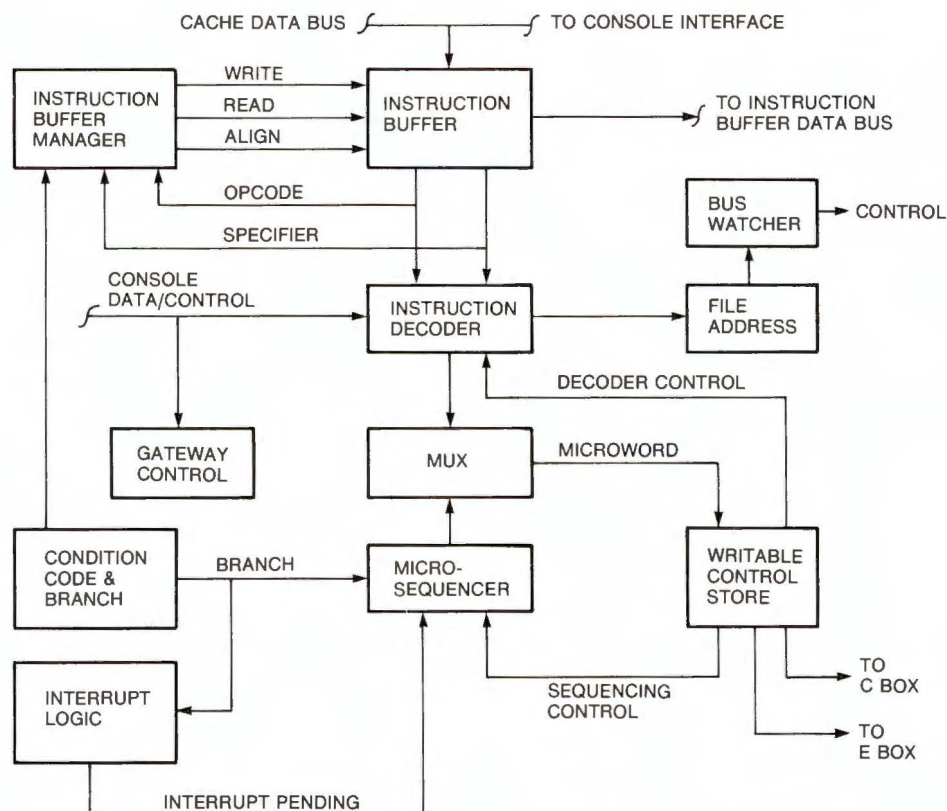 CACHE DATA BUS
TO CONSOLE INTERFACE
WRITE
INSTRUCTION
BUFFER
MANAGER
READ
ALIGN
INSTRUCTION
BUFFER
TO INSTRUCTION
BUFFER DATA BUS
OPCODE
SPECIFIER
BUS
WATCHER
CONTROL
CONSOLE
DATA/CONTROL
INSTRUCTION
DECODER
FILE
ADDRESS
DECODER CONTROL
GATEWAY
CONTROL
MUX
MICROWORD
CONDITION
CODE &
BRANCH
BRANCH
MICRO-
SEQUENCER
WRITABLE
CONTROL
STORE
INTERRUPT
LOGIC
SEQUENCING
CONTROL
TO
C BOX
TO
E BOX
INTERRUPT PENDING